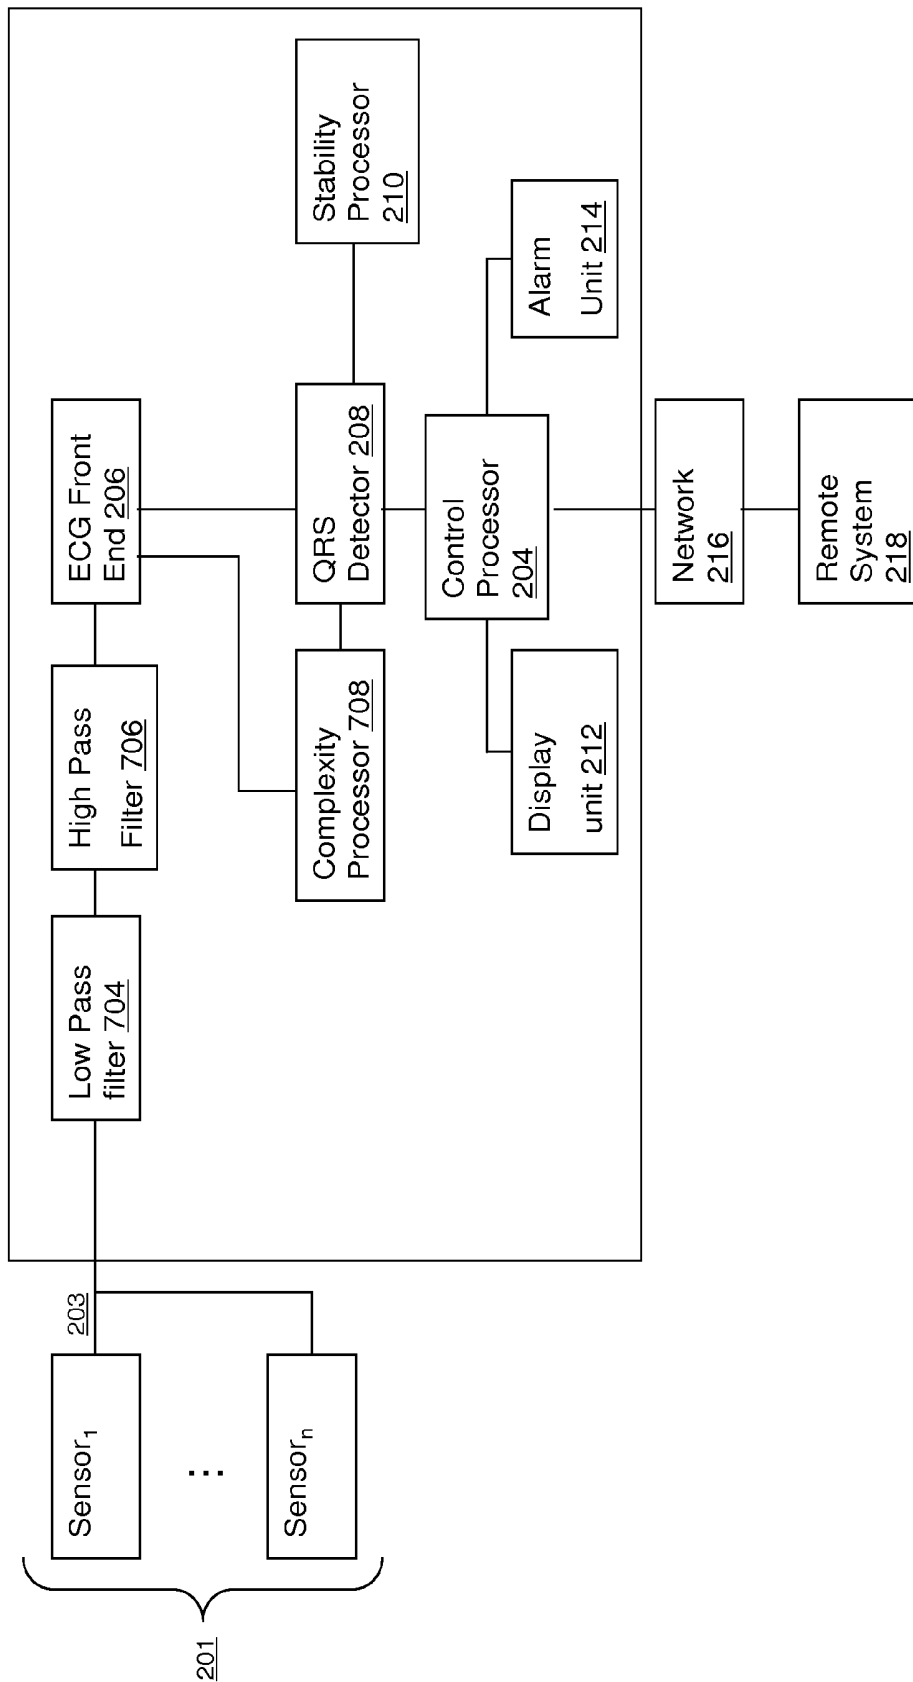 201
Sensor1
...
Sensorn
203
Low Pass
filter 704
High Pass
Filter 706
ECG Front
End 206
Complexity
Processor 708
QRS
Detector 208
Stability
Processor
210
Control
Processor
204
Display
unit 212
Alarm
Unit 214
Network
216
Remote
System
218